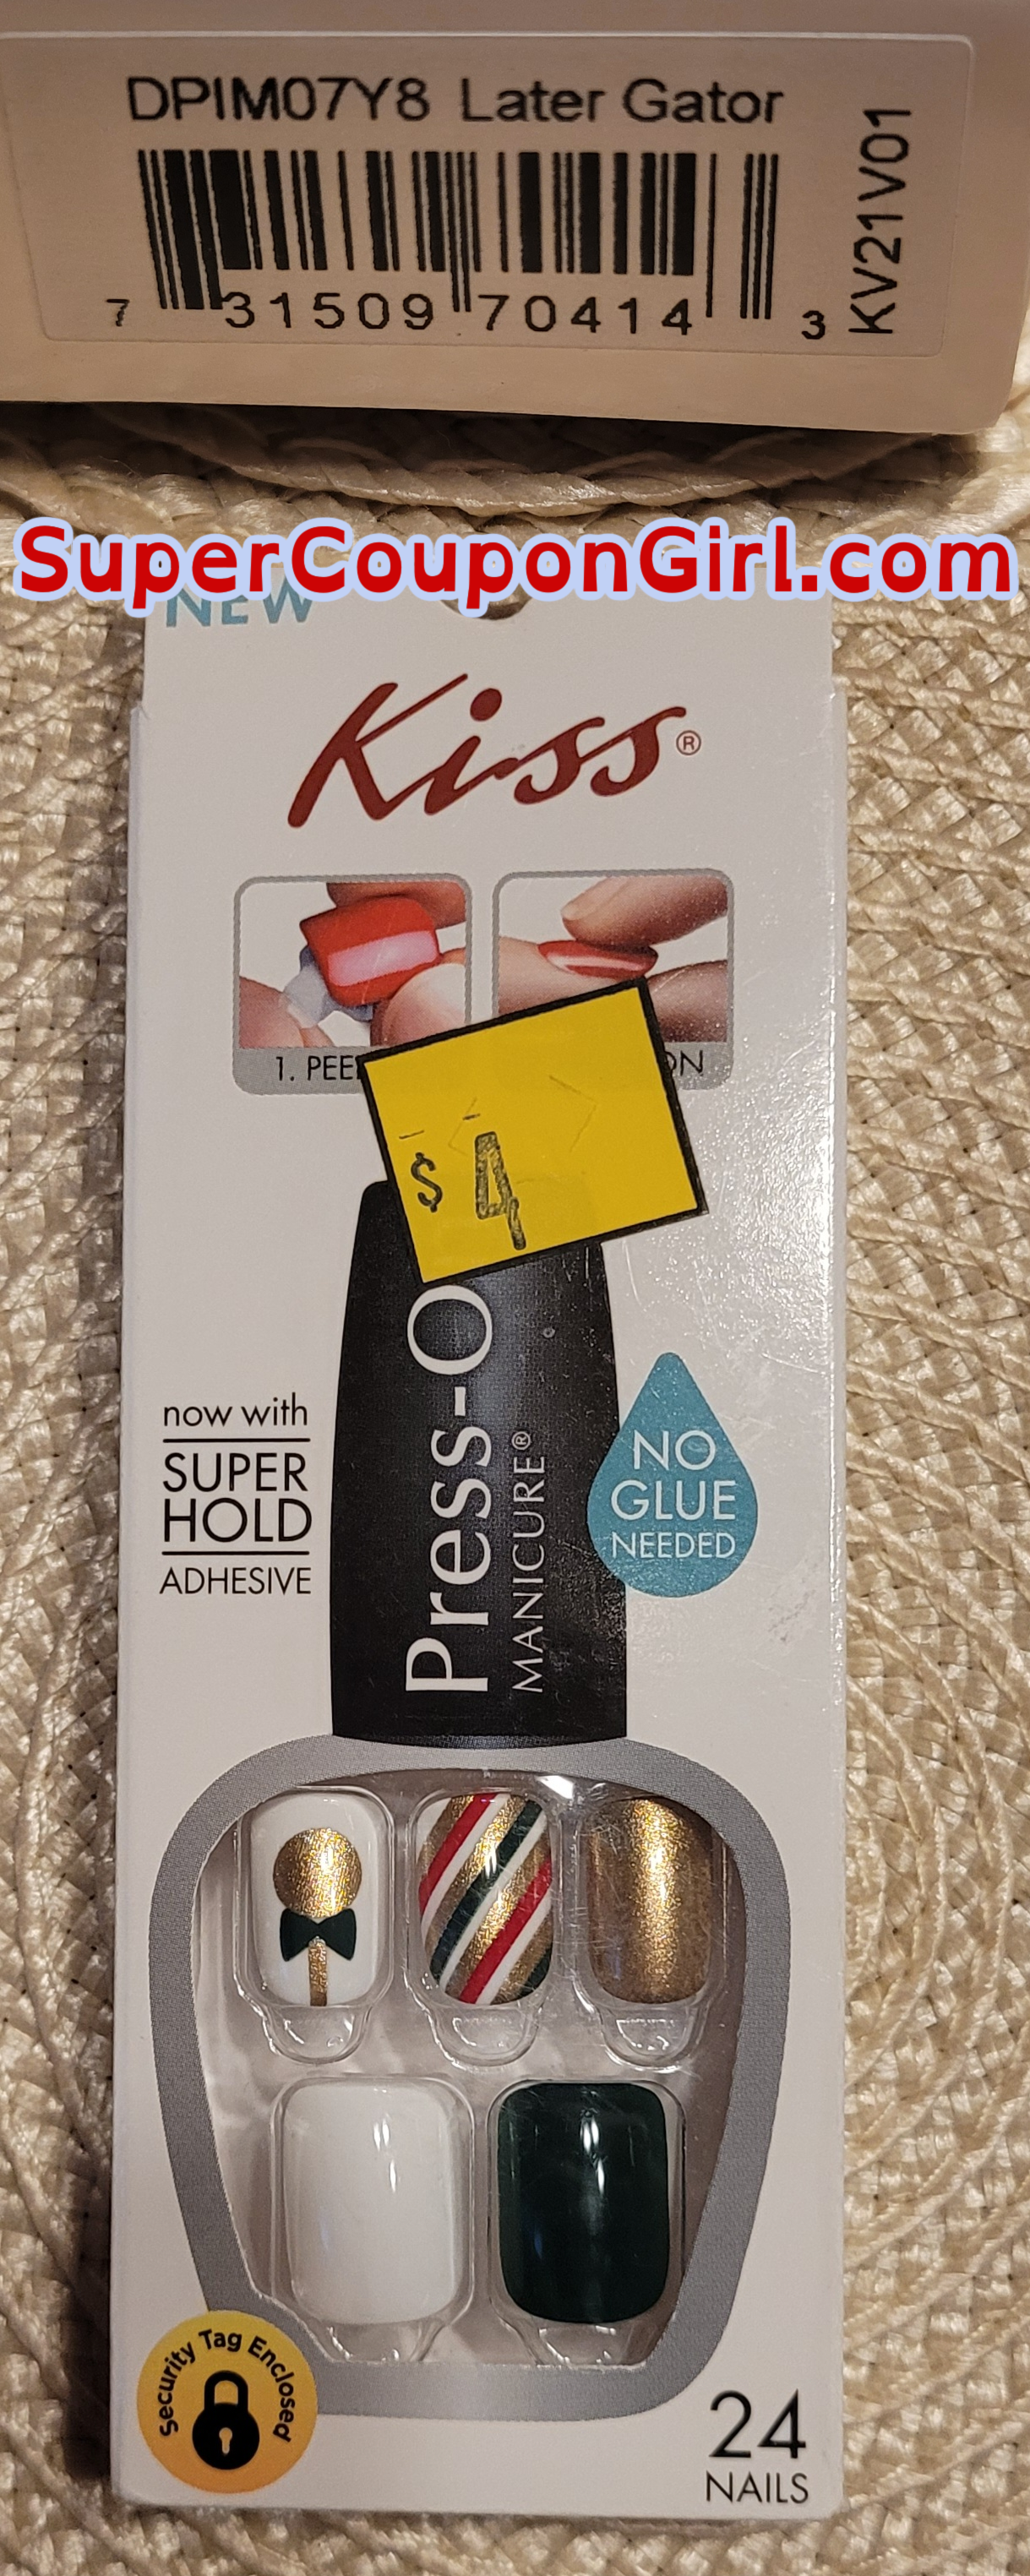 DPIM07Y8 Later Gator
KV21V01
7 31509 70414 3
SuperCouponGirl.com
NEW
Kiss®
1. PEE
ON
$ 4
Press-O
MANICURE®
now with
SUPER
HOLD
ADHESIVE
NO
GLUE
NEEDED
Security Tag Enclosed
24
NAILS